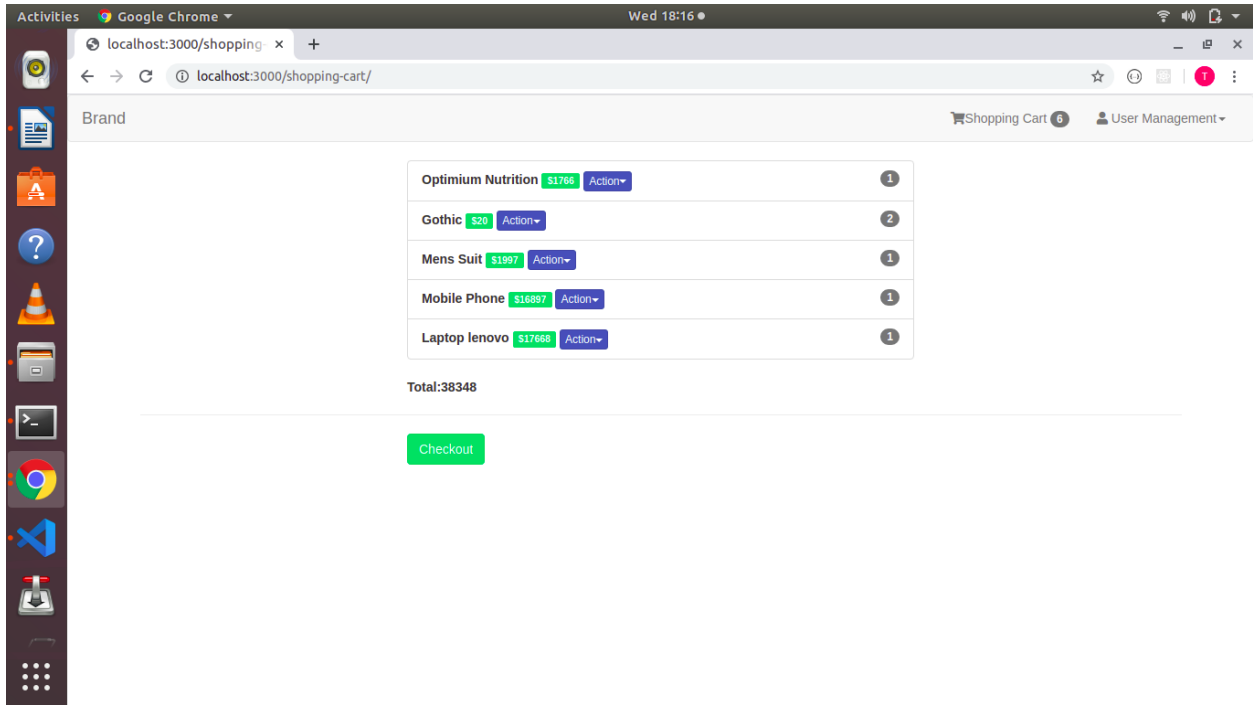 Activities Google Chrome Wed 18:16
localhost:3000/shopping-
localhost:3000/shopping-cart/ T
Brand Shopping Cart 6 User Management
Optimium Nutrition $1766 Action 1
Gothic $20 Action 2
Mens Suit $1997 Action 1
Mobile Phone $16897 Action 1
Laptop lenovo $17668 Action 1
Total:38348
Checkout